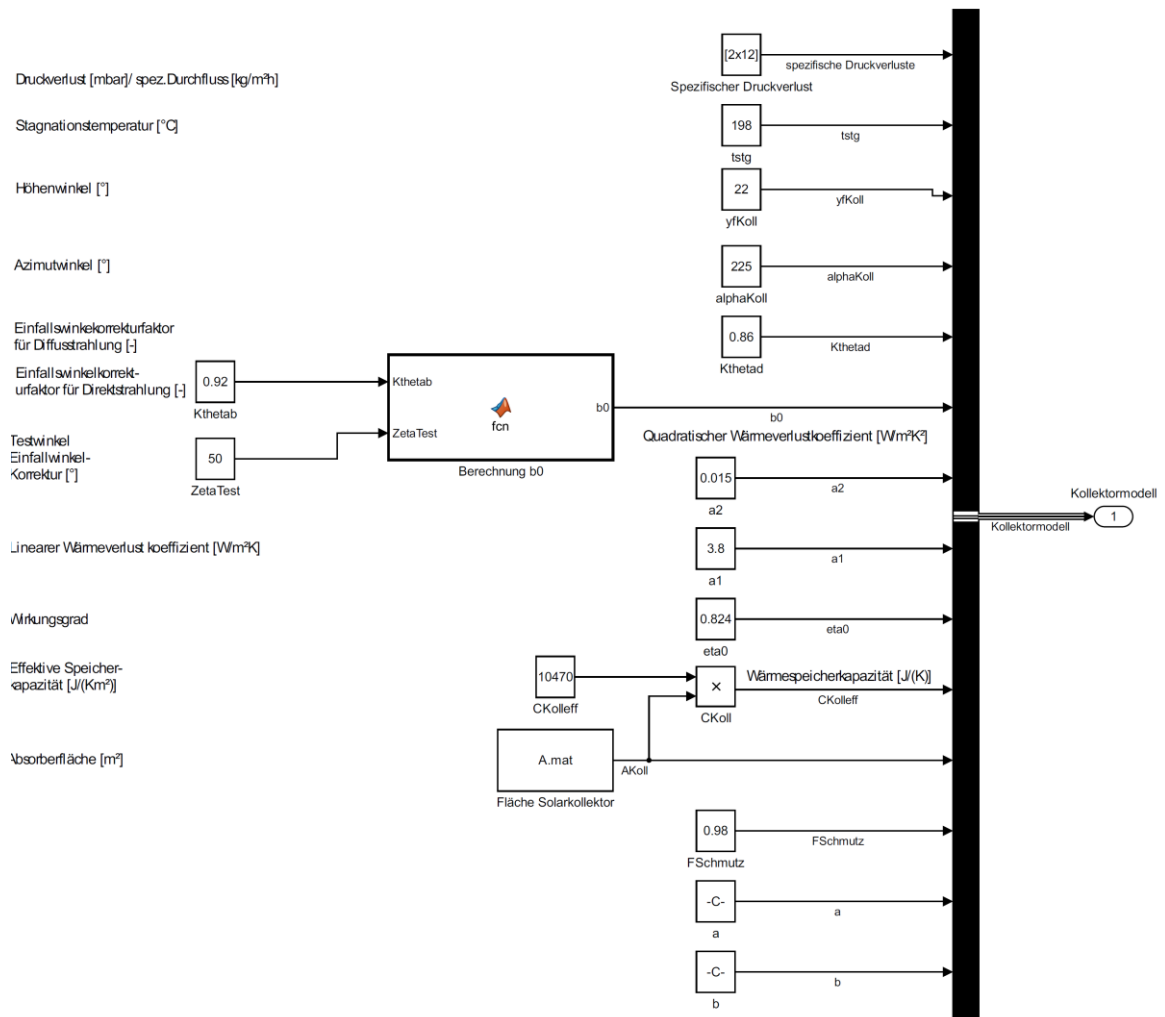 [2x12]
spezifische Druckverluste
Druckverlust [mbar]/ spez.Durchfluss [kg/m²h]
Spezifischer Druckverlust
Stagnationstemperatur [°C]
198
tstg
tstg
Höhenwinkel [°]
22
yfKoll
yfKoll
Azimutwinkel [°]
225
alphaKoll
alphaKoll
Einfallswinkekorrekturfaktor
für Diffusstrahlung [-]
0.86
Kthetad
Kthetad
Einfallswinkelkorrekt-
urfaktor für Direktstrahlung [-]
0.92
Kthetab
Kthetab
fcn
b0
b0
ZetaTest
Berechnung b0
Testwinkel
Einfallwinkel-
Korrektur [°]
50
ZetaTest
Quadratischer Wärmeverlustkoeffizient [W/m²K²]
0.015
a2
a2
Kollektormodell
1
Kollektormodell
Linearer Wärmeverlust koeffizient [W/m²K]
3.8
a1
a1
Wirkungsgrad
0.824
eta0
eta0
Effektive Speicher-
kapazität [J/(Km²)]
10470
CKolleff
×
CKoll
Wärmespeicherkapazität [J/(K)]
CKolleff
Absorberfläche [m²]
A.mat
AKoll
Fläche Solarkollektor
0.98
FSchmutz
FSchmutz
-C-
a
a
-C-
b
b